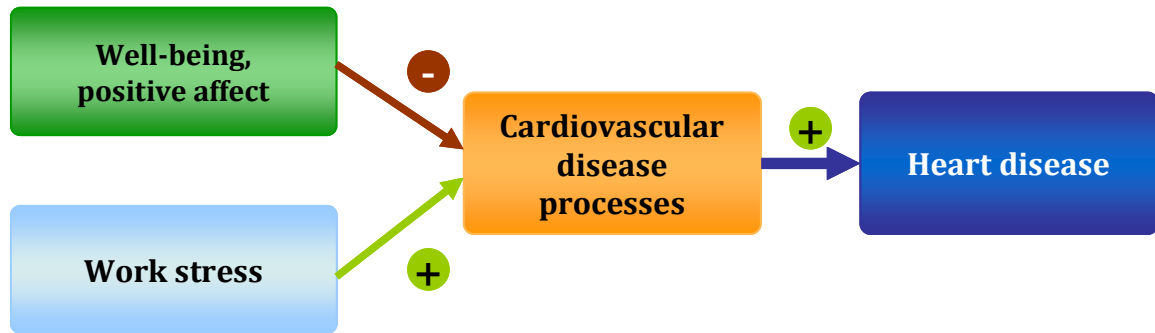 Well-being,
positive affect
-
Cardiovascular
disease
processes
+
Heart disease
Work stress
+